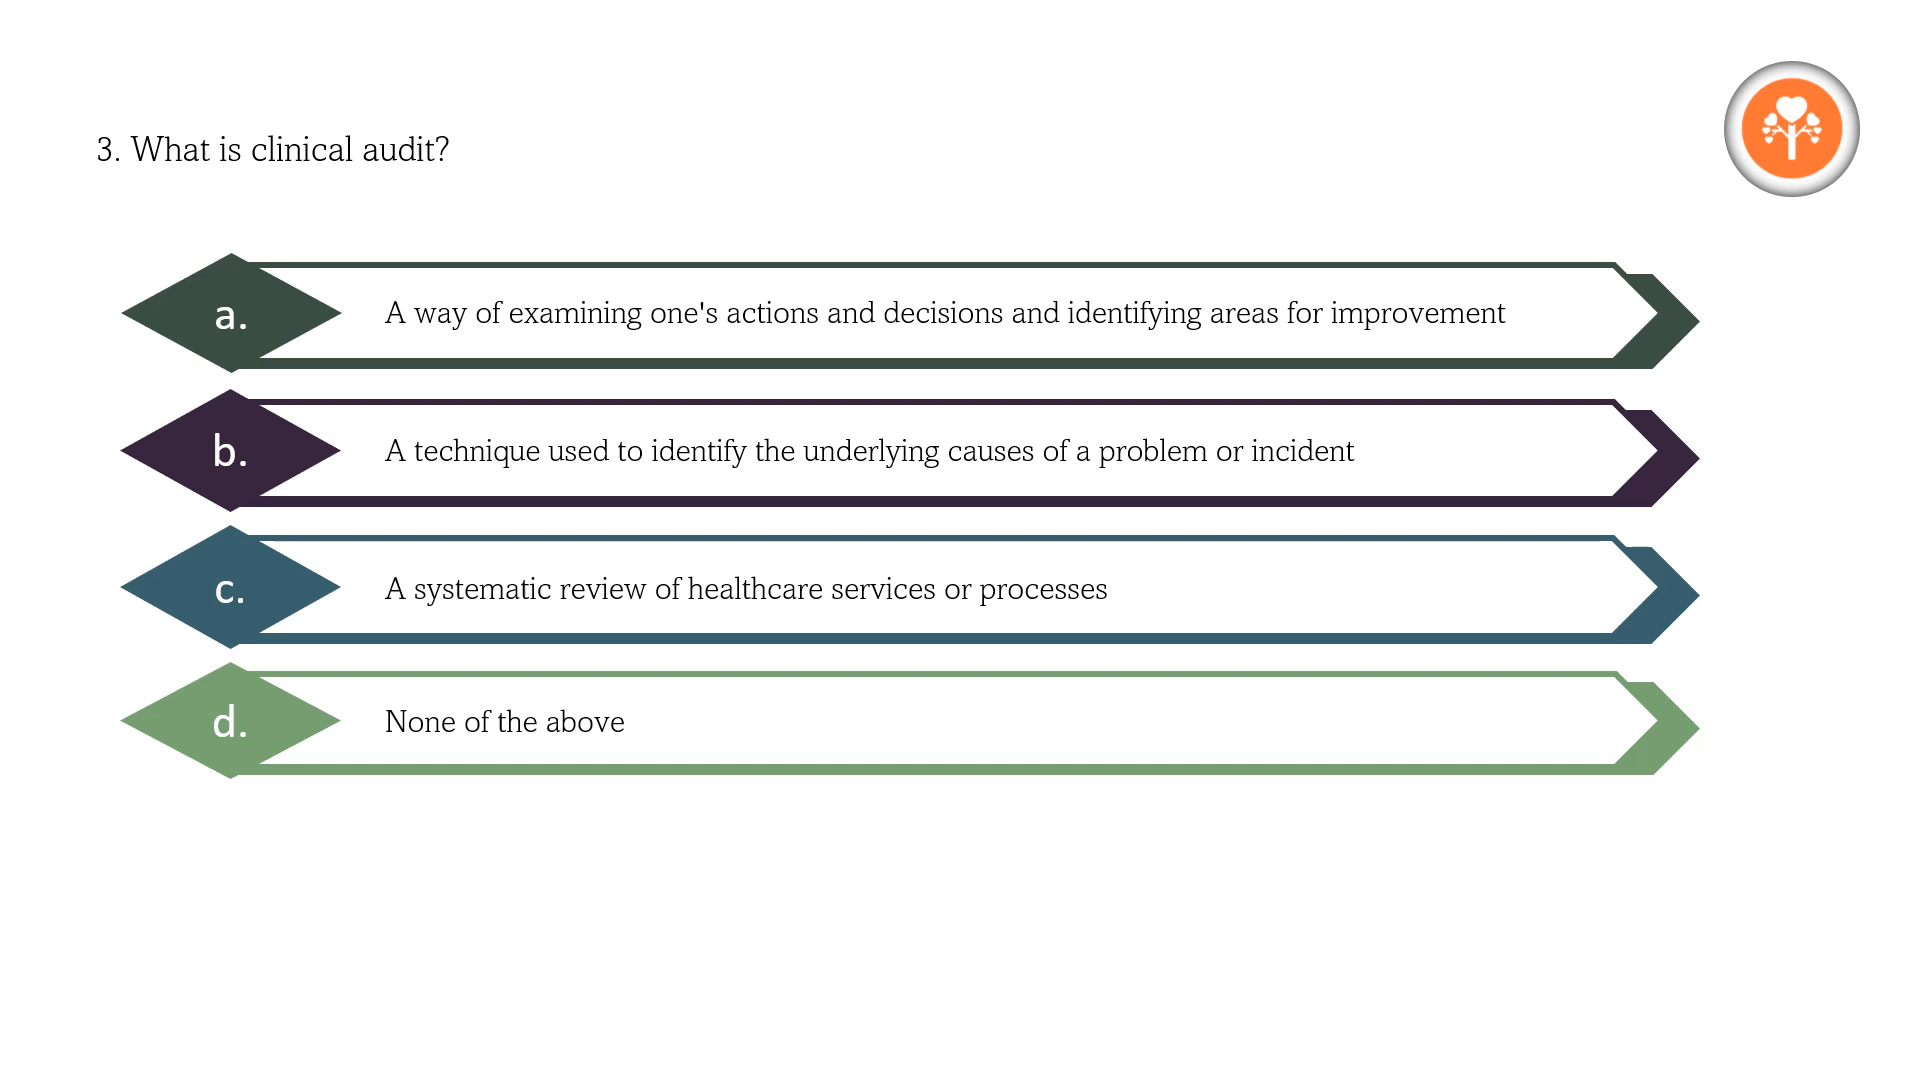 3. What is clinical audit?
a. A way of examining one's actions and decisions and identifying areas for improvement
b. A technique used to identify the underlying causes of a problem or incident
c. A systematic review of healthcare services or processes
d. None of the above